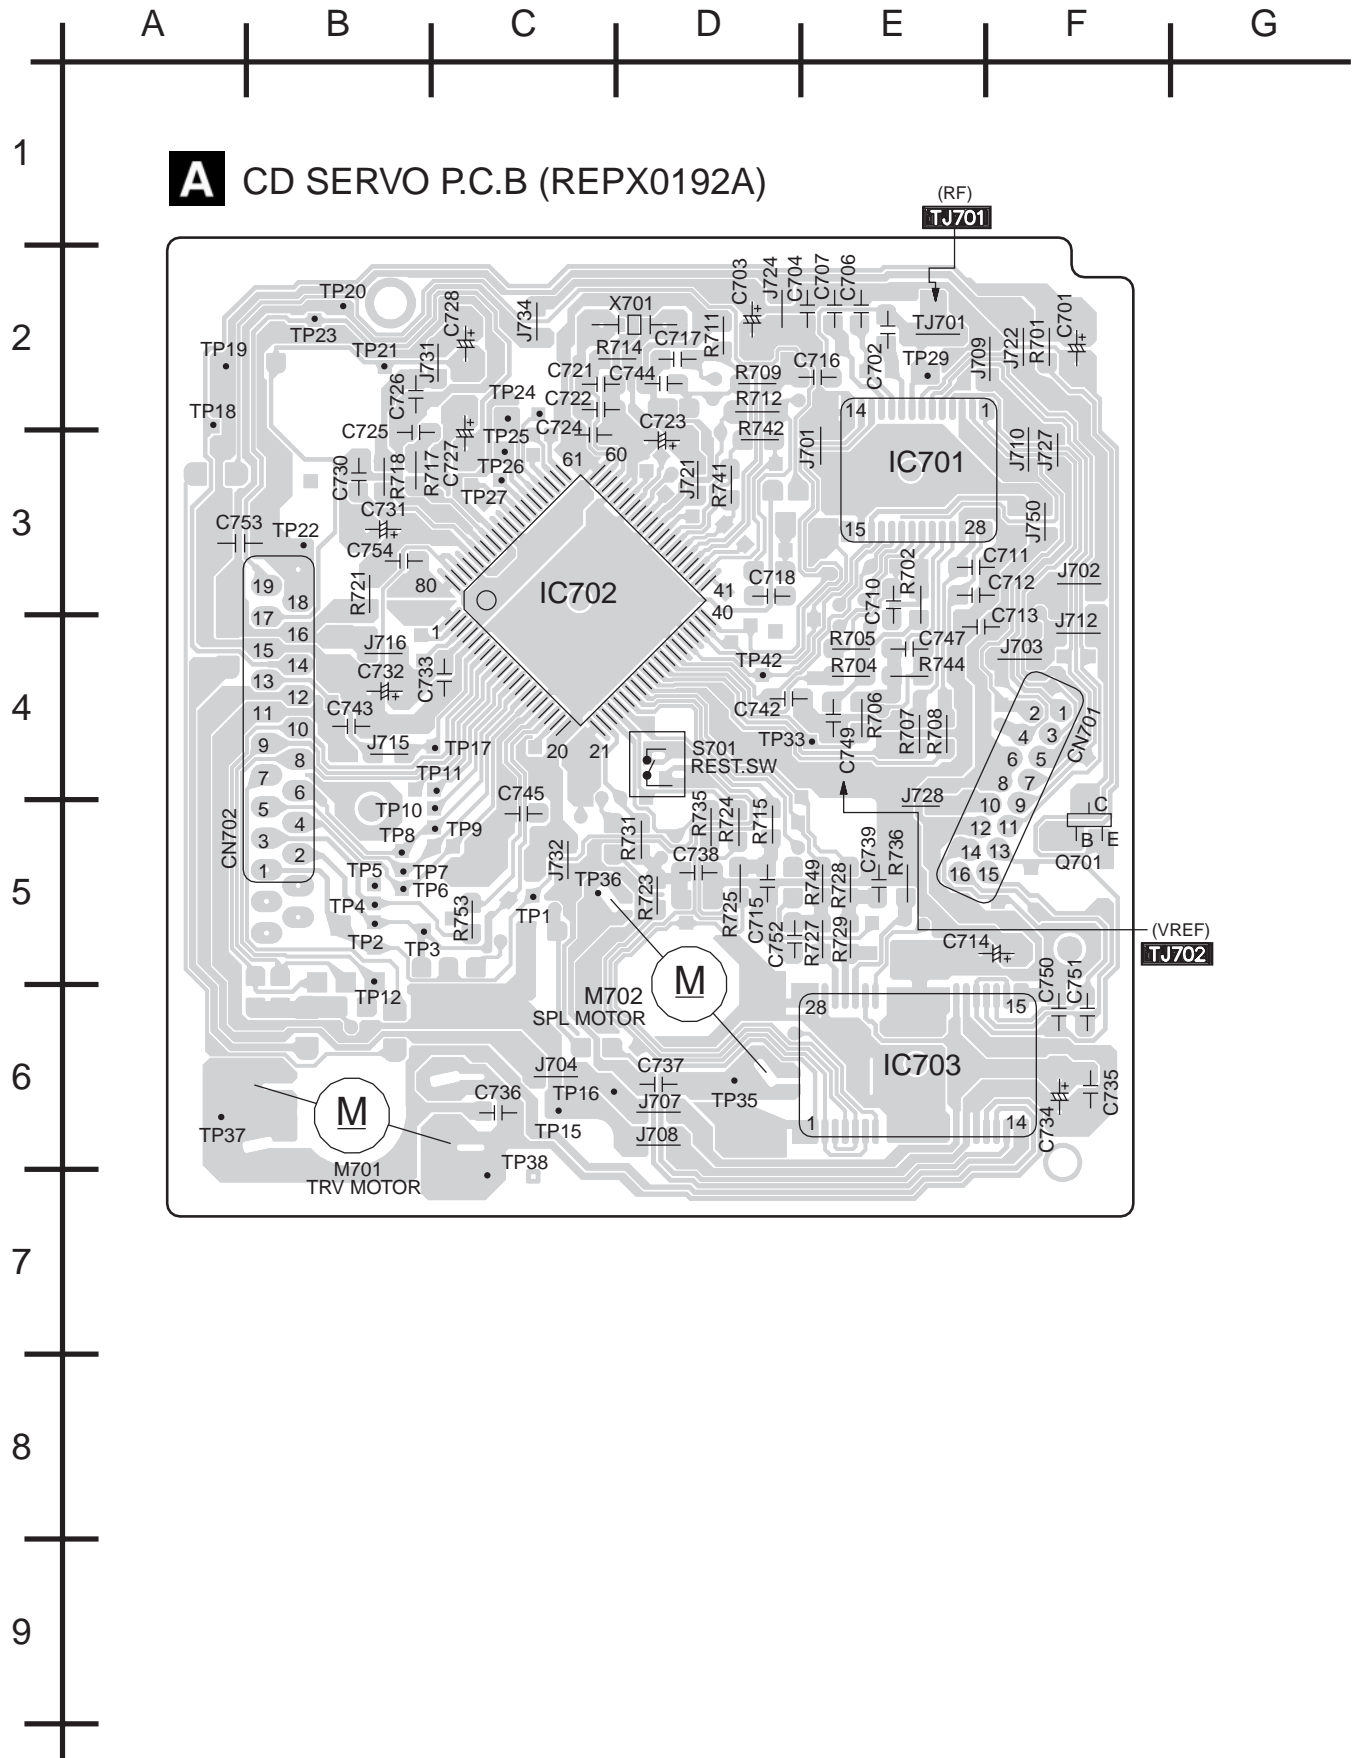 A B C D E F G
1
A CD SERVO P.C.B (REPX0192A)
(RF)
TJ701
2
TP20
TP23
TP19
TP21
TP18
C728
J734
X701
C703
J724
C704
C707
C706
C701
J731
R714
C717
R711
C702
TJ701
J709
J722
R701
C726
C721
C744
R709
C716
TP29
TP24
C722
R712
14
1
C725
TP25
C724
C723
R742
J701
IC701
J710
J727
3
C730
R718
R717
C727
TP26
TP27
61
60
J721
R741
C731
15
28
J750
C753
TP22
C754
R721
80
IC702
41
40
C718
R702
C710
C711
C712
J702
19
18
17
16
15
14
13
12
11
10
9
8
7
6
5
4
3
2
1
CN702
J716
1
C713
J712
R705
C747
J703
4
C732
C733
TP42
R704
R744
C743
C742
R706
R707
R708
2 1
4 3
6 5
8 7
10 9
12 11
14 13
16 15
CN701
J715
TP17
20
21
S701
REST.SW
TP33
C749
TP11
TP10
C745
J728
C
B E
Q701
TP8
TP9
R731
R735
R724
R715
C739
R736
5
TP5
TP7
TP6
J732
TP36
C738
R749
R728
TP4
TP2
TP3
R753
TP1
R723
R725
C715
C752
R727
R729
C714
(VREF)
TJ702
C750
C751
TP12
M702
SPL MOTOR
M
28
15
6
J704
C737
IC703
C736
TP16
J707
TP35
C735
TP37
M
TP15
J708
1
14
C734
M701
TRV MOTOR
TP38
7
8
9